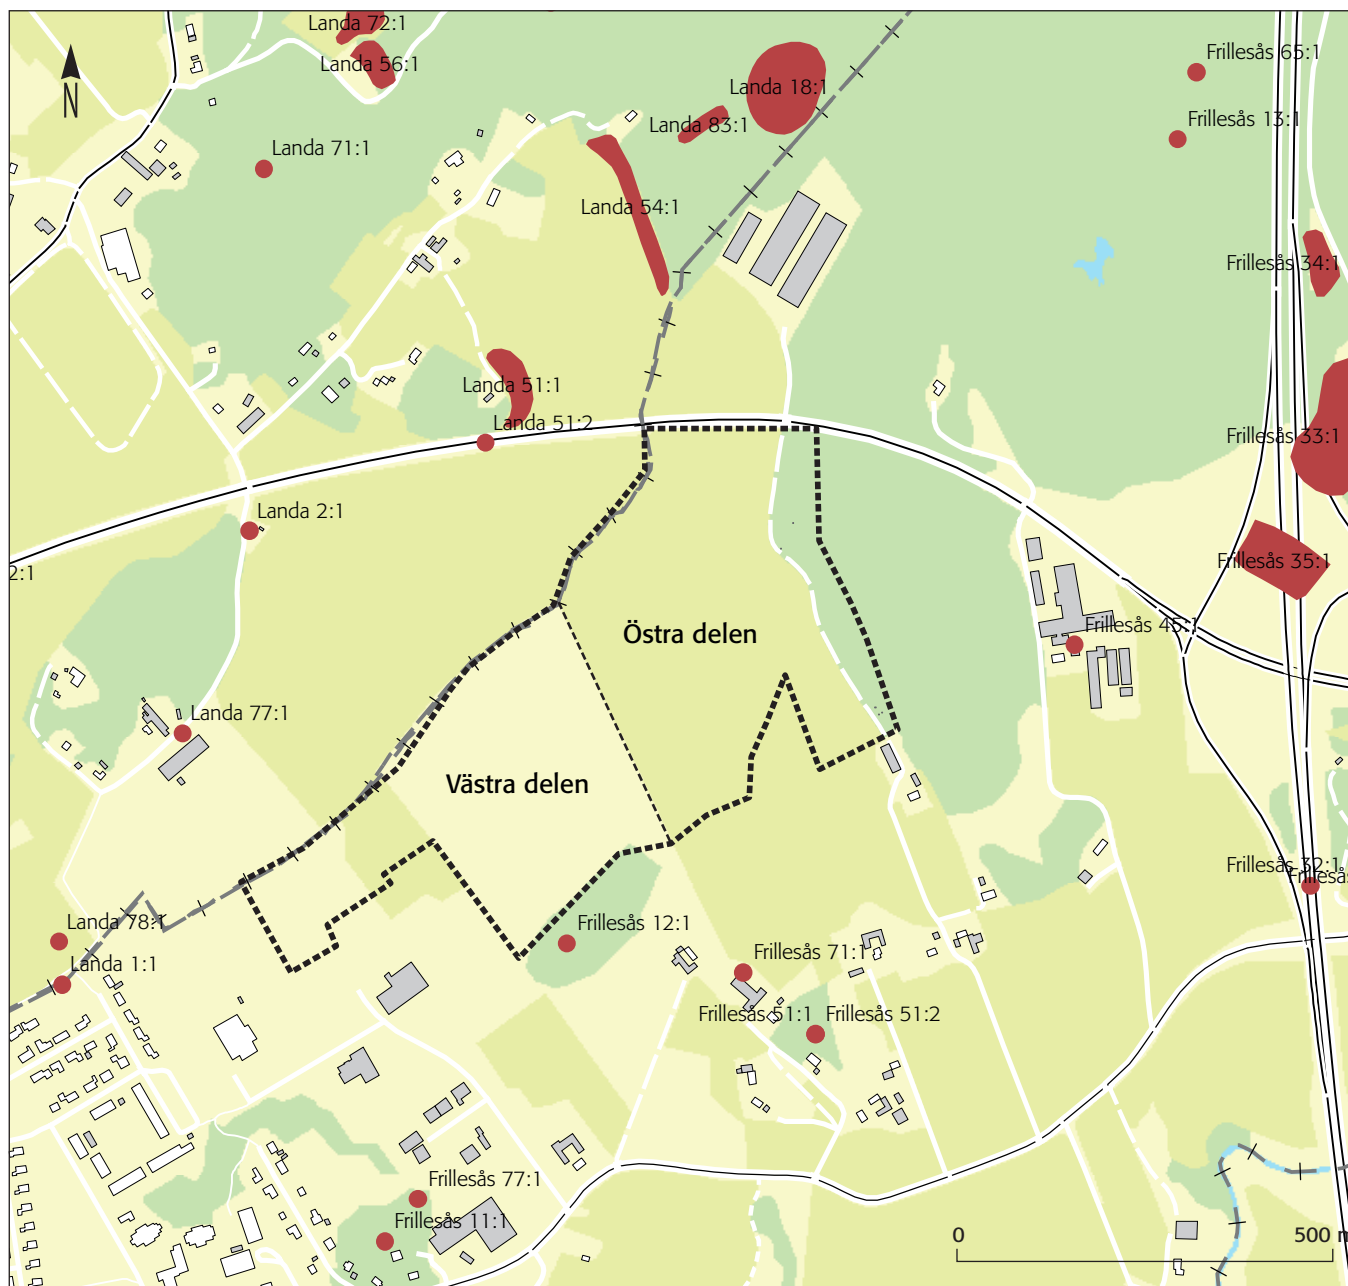 Landa 72:1
Landa 56:1
N
Landa 18:1
Landa 83:1
Frillesås 65:1
Frillesås 13:1
Landa 71:1
Landa 54:1
Frillesås 34:1
Landa 51:1
Landa 51:2
Frillesås 33:1
Landa 2:1
2:1
Frillesås 35:1
Östra delen
Frillesås 45:1
Landa 77:1
Västra delen
Frillesås 32:1
Frillesås
Landa 78:1
Frillesås 12:1
Landa 1:1
Frillesås 71:1
Frillesås 51:1
Frillesås 51:2
Frillesås 77:1
Frillesås 11:1
0
500 m